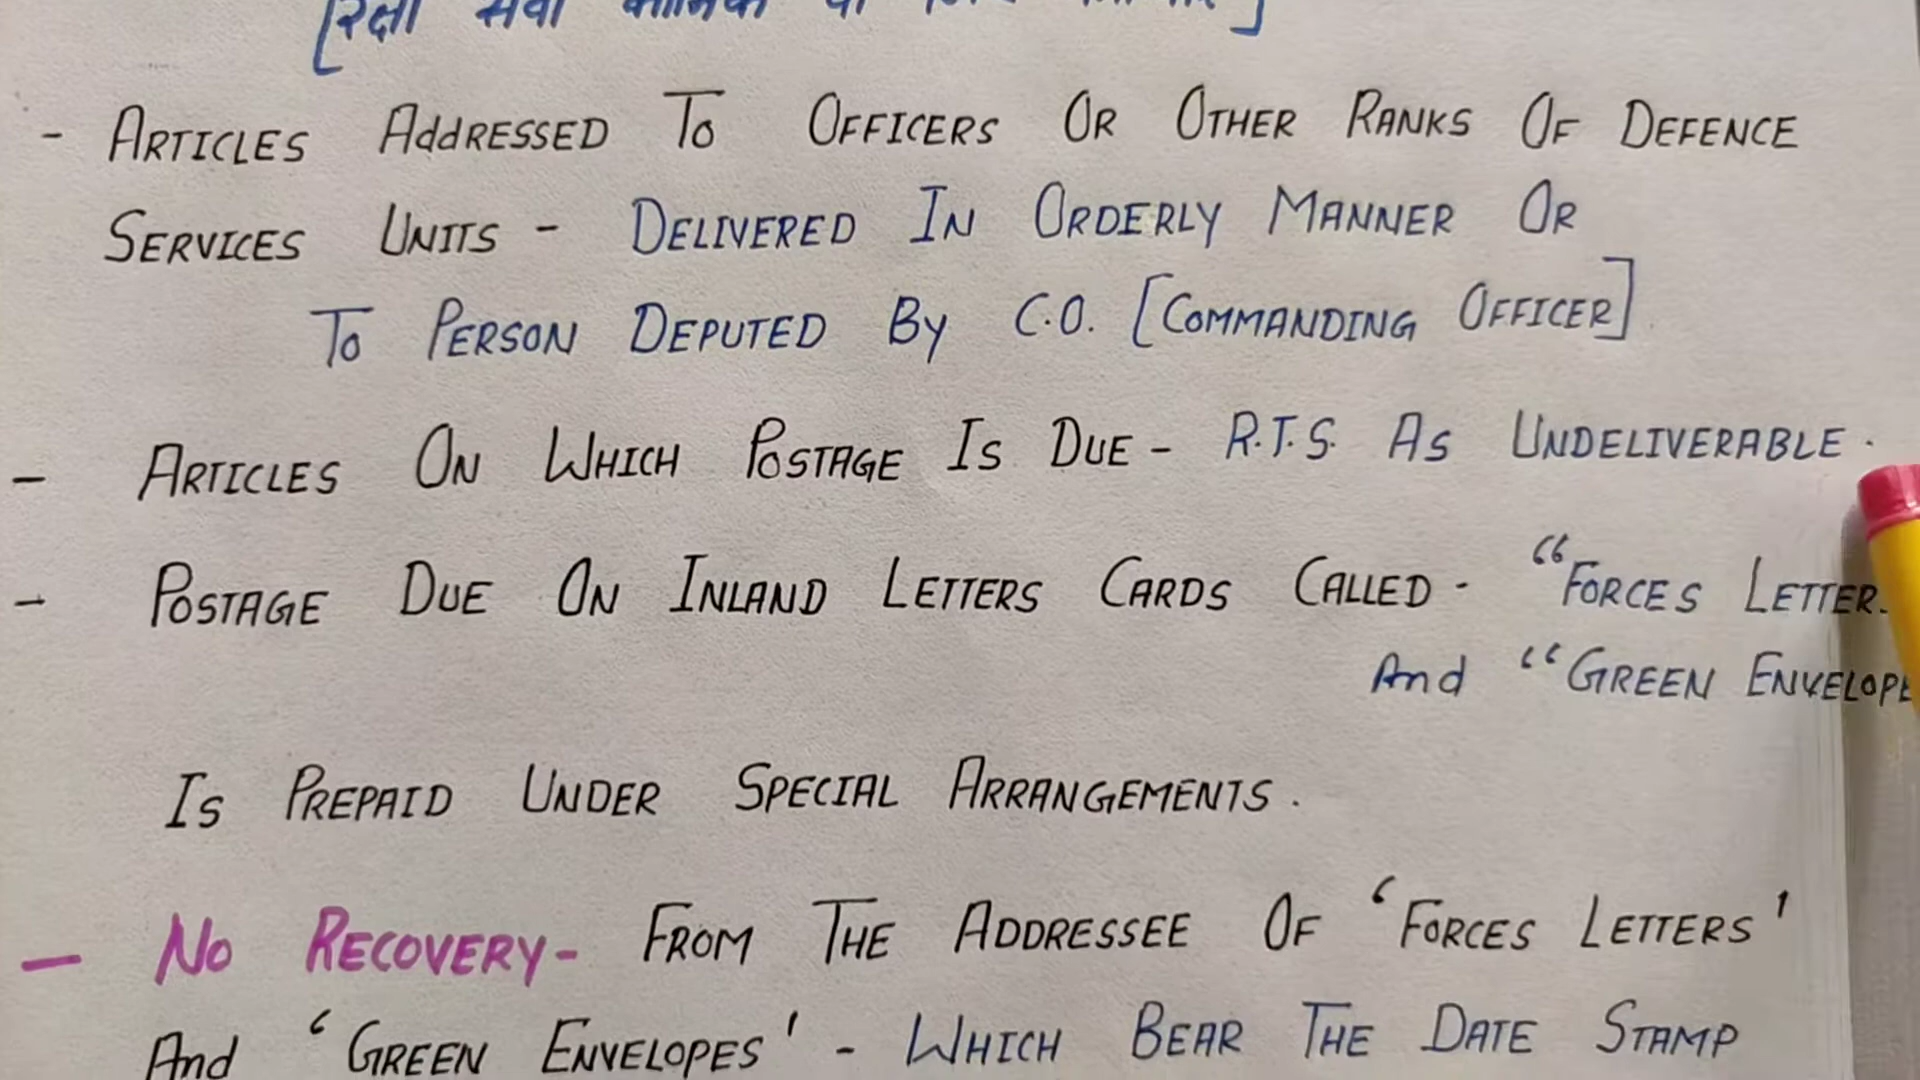 [रक्षा सेवा
- ARTICLES ADDRESSED TO OFFICERS OR OTHER RANKS OF DEFENCE
SERVICES UNITS - DELIVERED IN ORDERLY MANNER OR
TO PERSON DEPUTED BY C.O. [COMMANDING OFFICER]
- ARTICLES ON WHICH POSTAGE IS DUE - R.T.S. AS UNDELIVERABLE.
- POSTAGE DUE ON INLAND LETTERS CARDS CALLED - "FORCES LETTER
And "GREEN ENVELOPE
IS PREPAID UNDER SPECIAL ARRANGEMENTS.
- NO RECOVERY - FROM THE ADDRESSEE OF 'FORCES LETTERS'
And 'GREEN ENVELOPES' - WHICH BEAR THE DATE STAMP